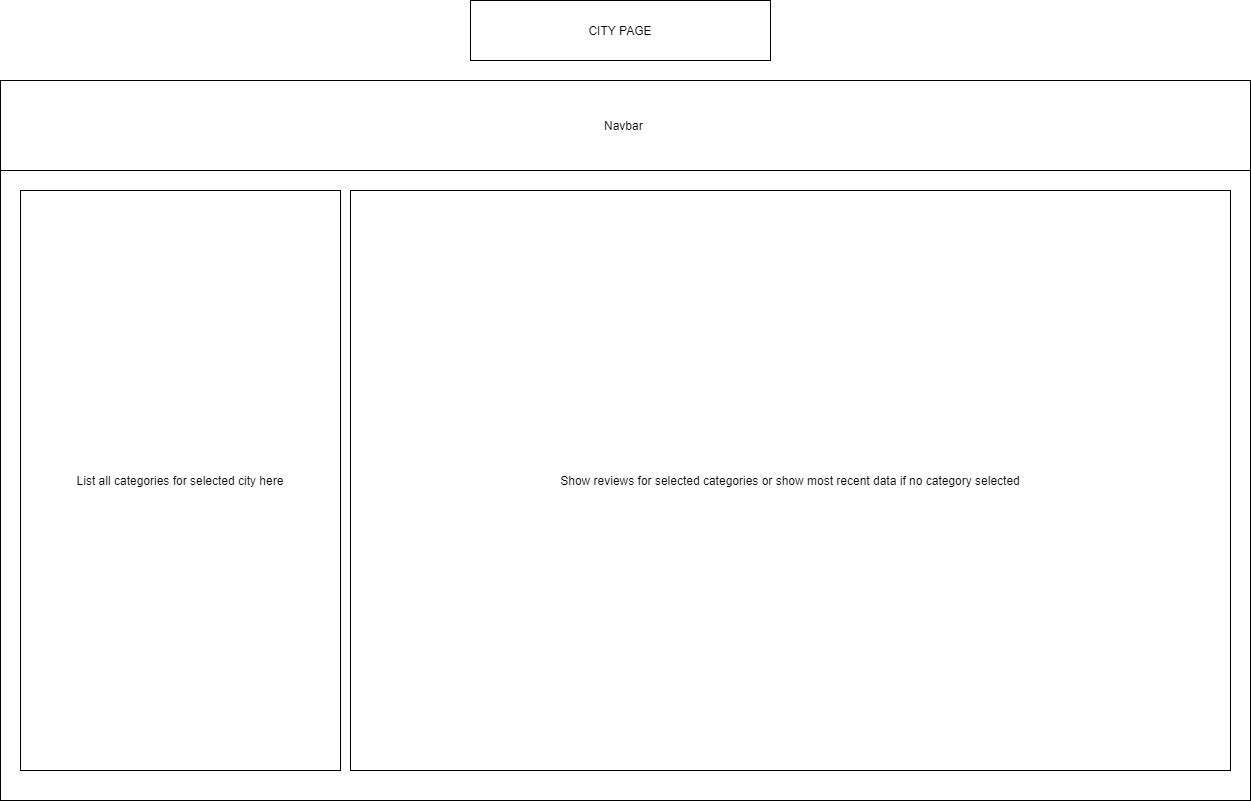 CITY PAGE
Navbar
List all categories for selected city here
Show reviews for selected categories or show most recent data if no category selected